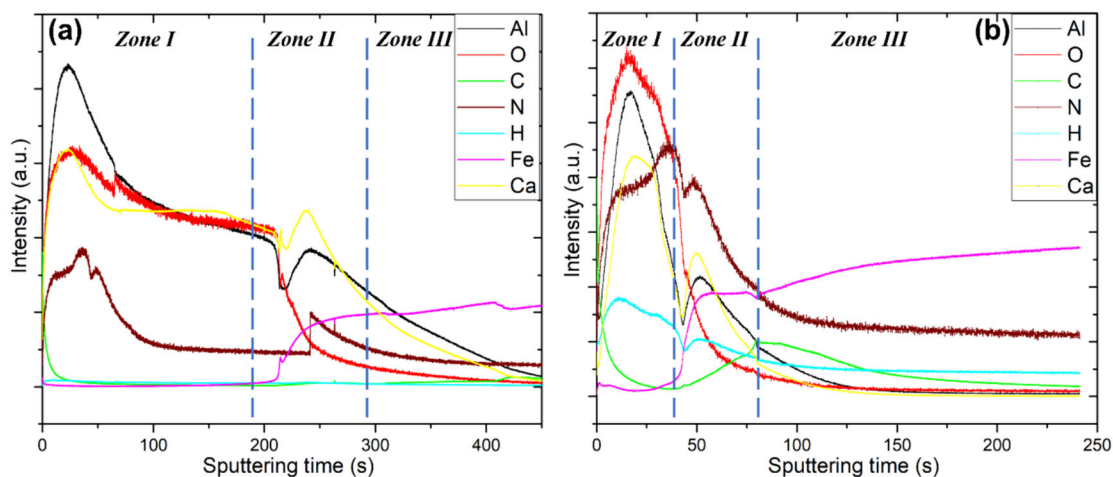 (a)
Zone I
Zone II
Zone III
Al
O
C
N
H
Fe
Ca
Intensity (a.u.)
0
100
200
300
400
Sputtering time (s)
Zone I
Zone II
Zone III
(b)
Al
O
C
N
H
Fe
Ca
Intensity (a.u.)
0
50
100
150
200
250
Sputtering time (s)